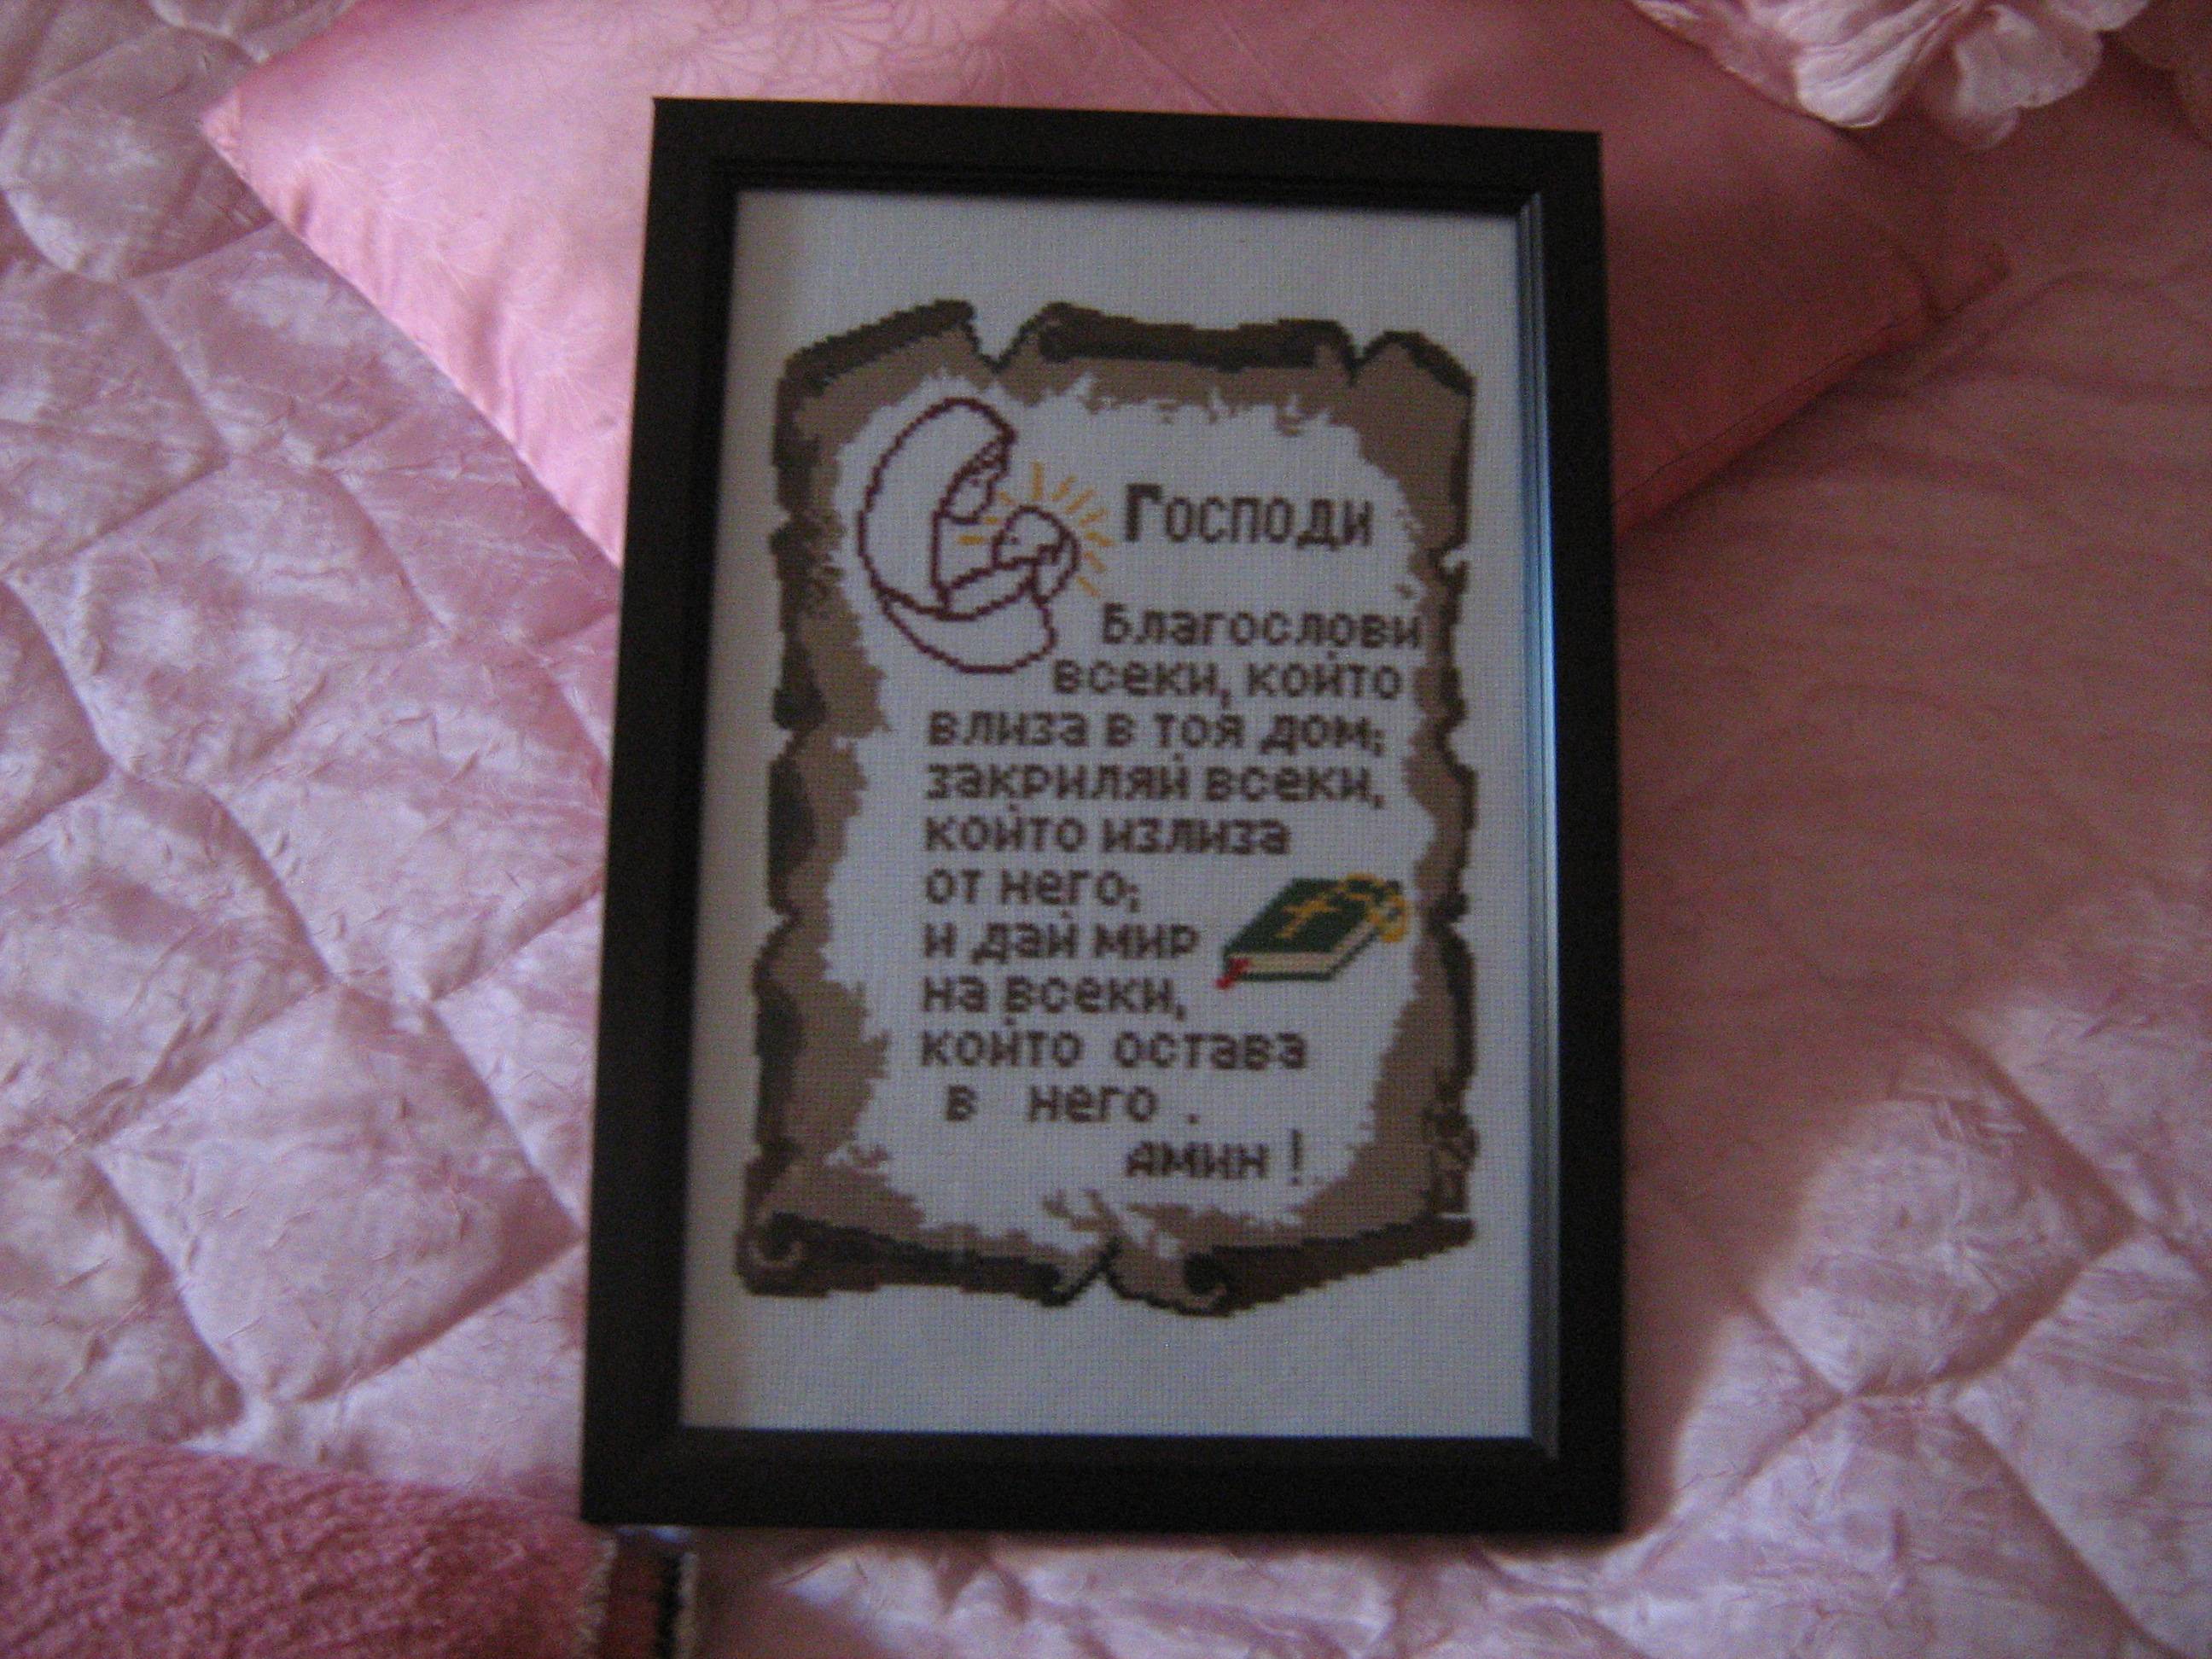 Господи
Благослови
всеки, който
влиза в тоя дом;
закриляй всеки,
който излиза
от него;
и дай мир
на всеки,
който остава
в него .
амин !